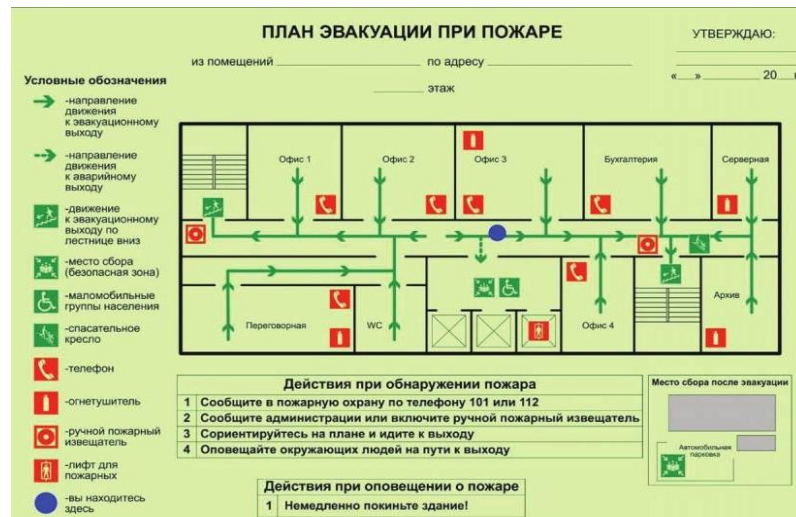 ПЛАН ЭВАКУАЦИИ ПРИ ПОЖАРЕ
УТВЕРЖДАЮ:
из помещений ____ по адресу ____
____ этаж
«__» ____ 20
Условные обозначения
-направление
движения
к эвакуационному
выходу
-направление
движения
к аварийному
выходу
-движение
к эвакуационному
выходу по
лестнице вниз
-место сбора
(безопасная зона)
-маломобильные
группы населения
-спасательное
кресло
-телефон
-огнетушитель
-ручной пожарный
извещатель
-лифт для
пожарных
-вы находитесь
здесь
Офис 1
Офис 2
Офис 3
Бухгалтерия
Серверная
Переговорная
WC
Офис 4
Архив
Действия при обнаружении пожара
1 Сообщите в пожарную охрану по телефону 101 или 112
2 Сообщите администрации или включите ручной пожарный извещатель
3 Сориентируйтесь на плане и идите к выходу
4 Оповещайте окружающих людей на пути к выходу
Действия при оповещении о пожаре
1 Немедленно покиньте здание!
Место сбора после эвакуации
Автомобильная
парковка